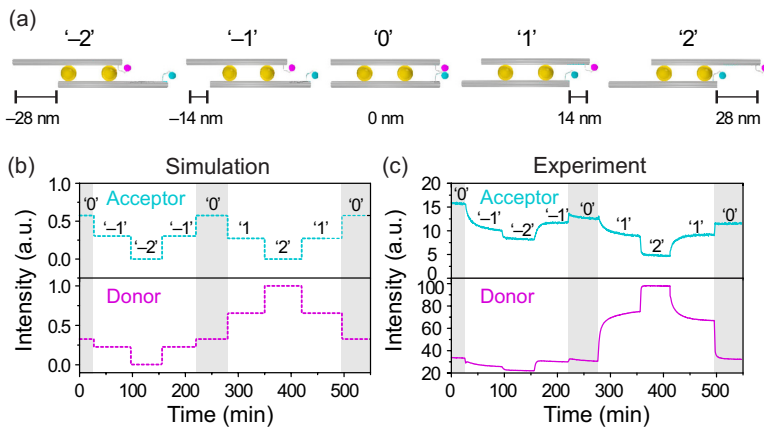 (a)
‘–2’ ‘–1’ ‘0’ ‘1’ ‘2’
–28 nm –14 nm 0 nm 14 nm 28 nm
(b) Simulation
Intensity (a.u.)
1.0
0.5
0.0
Acceptor
‘0’ ‘–1’ ‘–2’ ‘–1’ ‘0’ ‘1 ‘2’ ‘1’ ‘0’
1.0
0.5
0.0
Donor
0 100 200 300 400 500
Time (min)
(c) Experiment
Intensity (a.u.)
20
15
10
5
0
Acceptor
‘0’ ‘–1’ ‘–2’ ‘–1’ ‘0’ ‘1’ ‘2’ ‘1’ ‘0’
100
80
60
40
20
Donor
0 100 200 300 400 500
Time (min)